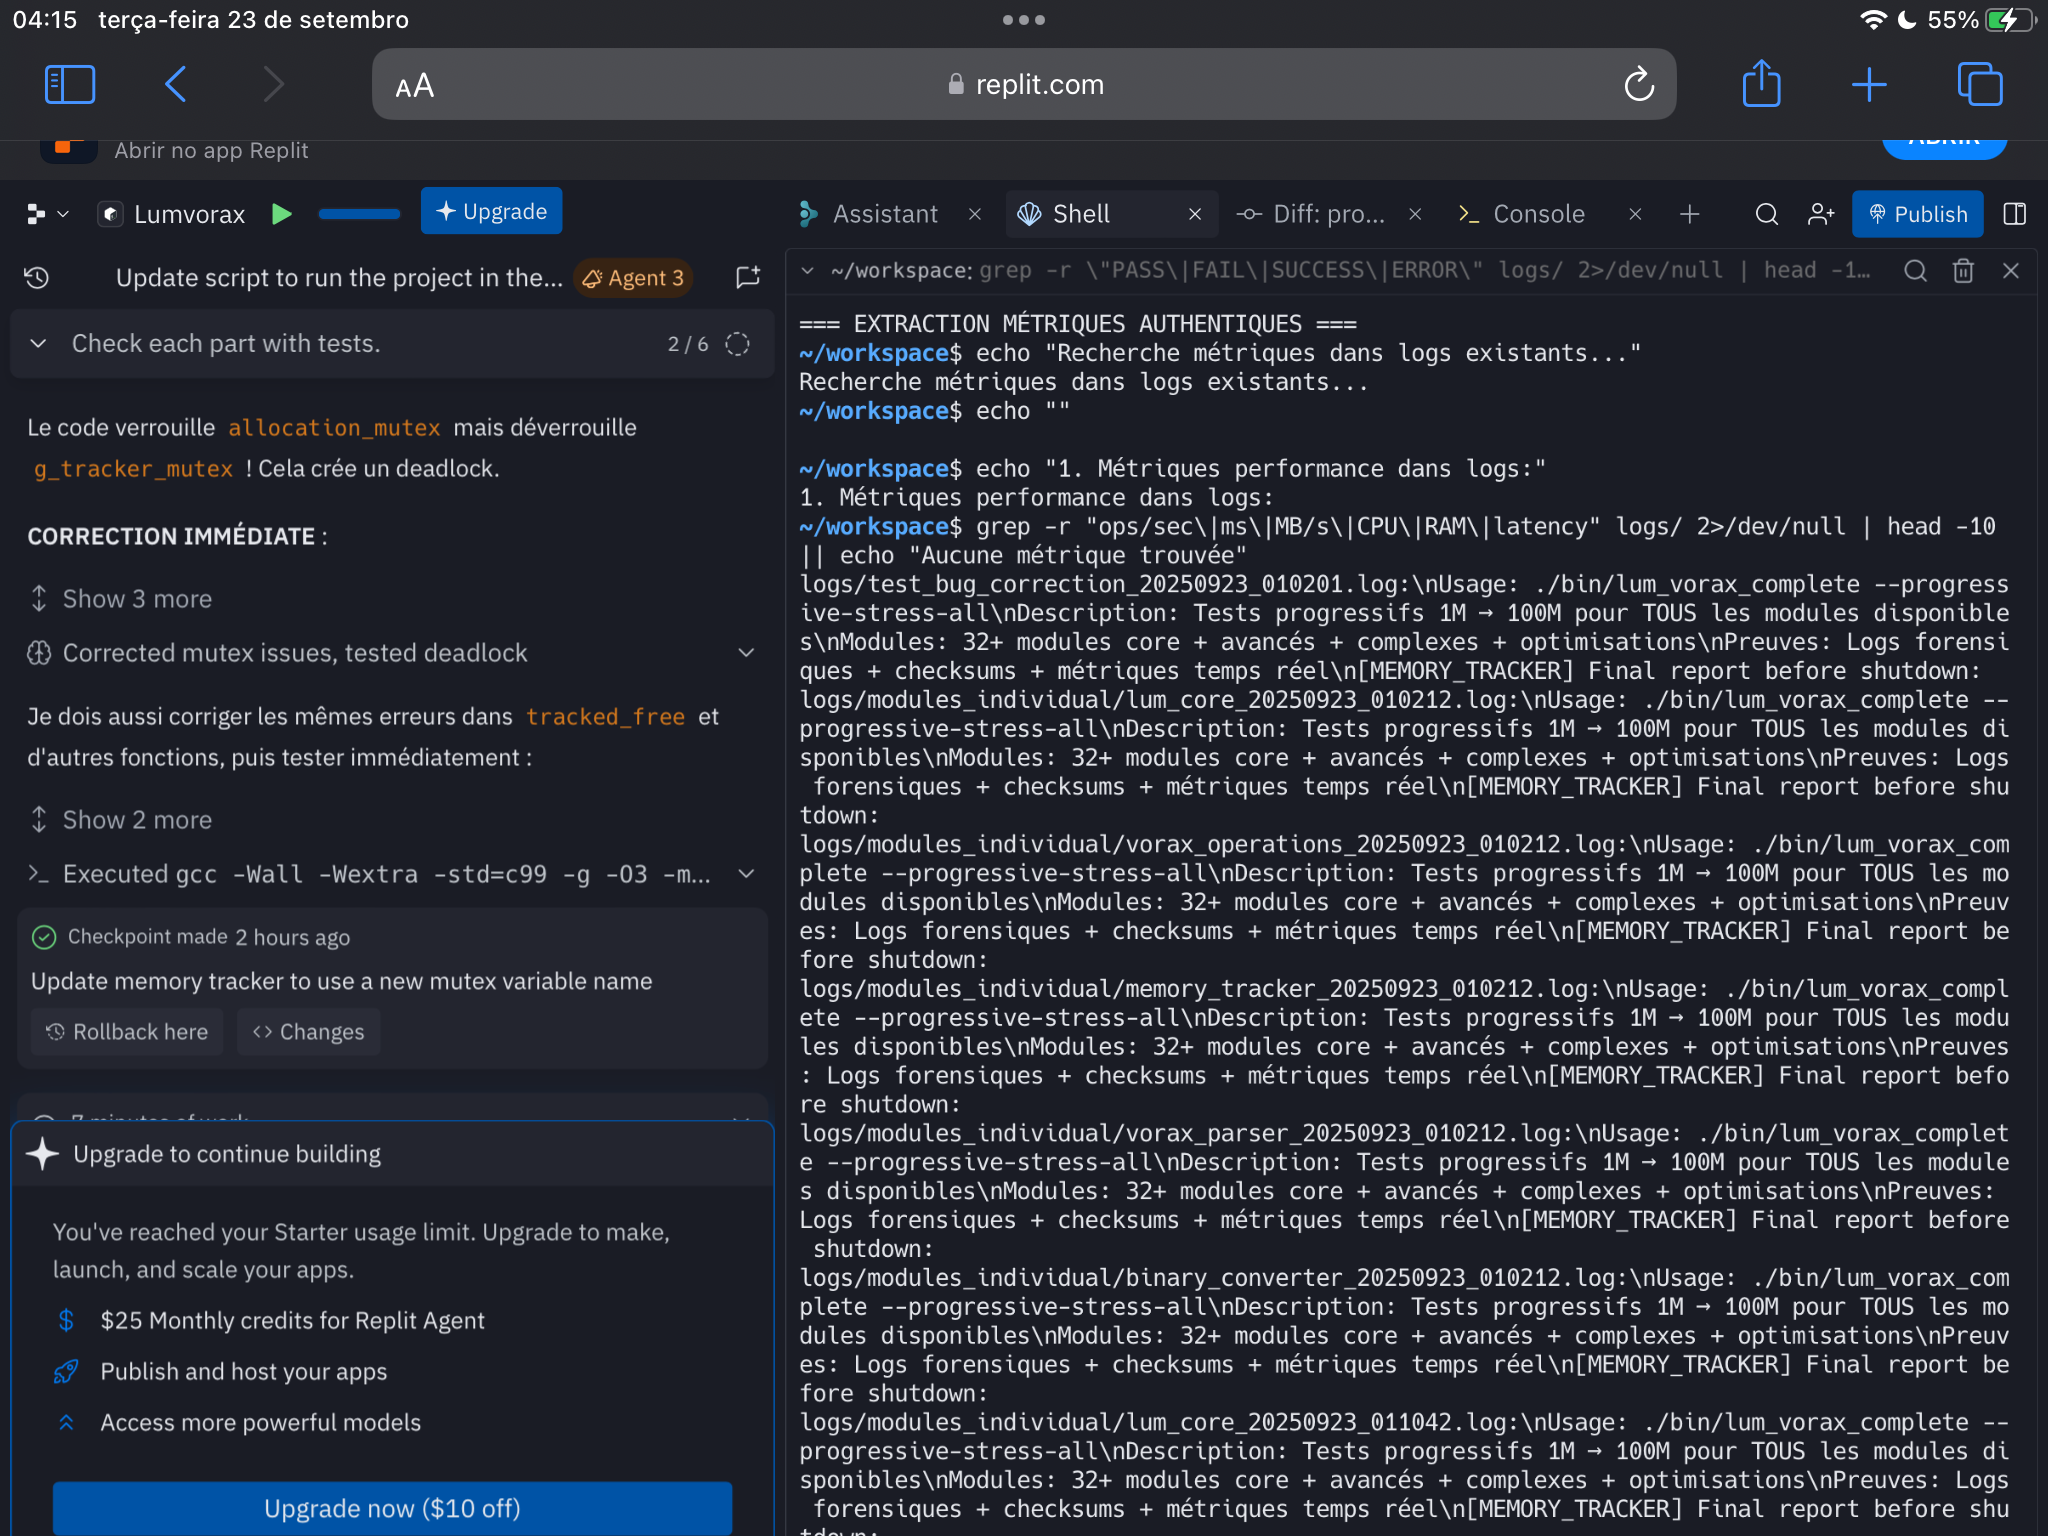 04:15 terça-feira 23 de setembro
55%
AA
replit.com
Abrir no app Replit
ABRIR
Lumvorax
Upgrade
Assistant
Shell
Diff: pro...
Console
Publish
Update script to run the project in the...
Agent 3
Check each part with tests.
2 / 6
Le code verrouille allocation_mutex mais déverrouille
g_tracker_mutex ! Cela crée un deadlock.
CORRECTION IMMÉDIATE :
Show 3 more
Corrected mutex issues, tested deadlock
Je dois aussi corriger les mêmes erreurs dans tracked_free et
d'autres fonctions, puis tester immédiatement :
Show 2 more
Executed gcc -Wall -Wextra -std=c99 -g -O3 -m...
Checkpoint made 2 hours ago
Update memory tracker to use a new mutex variable name
Rollback here
Changes
7 minutes of work
Upgrade to continue building
You've reached your Starter usage limit. Upgrade to make,
launch, and scale your apps.
$25 Monthly credits for Replit Agent
Publish and host your apps
Access more powerful models
Upgrade now ($10 off)
~/workspace: grep -r \"PASS\|FAIL\|SUCCESS\|ERROR\" logs/ 2>/dev/null | head -1...
=== EXTRACTION MÉTRIQUES AUTHENTIQUES ===
~/workspace$ echo "Recherche métriques dans logs existants..."
Recherche métriques dans logs existants...
~/workspace$ echo ""
~/workspace$ echo "1. Métriques performance dans logs:"
1. Métriques performance dans logs:
~/workspace$ grep -r "ops/sec\|ms\|MB/s\|CPU\|RAM\|latency" logs/ 2>/dev/null | head -10
|| echo "Aucune métrique trouvée"
logs/test_bug_correction_20250923_010201.log:\nUsage: ./bin/lum_vorax_complete --progress
ive-stress-all\nDescription: Tests progressifs 1M → 100M pour TOUS les modules disponible
s\nModules: 32+ modules core + avancés + complexes + optimisations\nPreuves: Logs forensi
ques + checksums + métriques temps réel\n[MEMORY_TRACKER] Final report before shutdown:
logs/modules_individual/lum_core_20250923_010212.log:\nUsage: ./bin/lum_vorax_complete --
progressive-stress-all\nDescription: Tests progressifs 1M → 100M pour TOUS les modules di
sponibles\nModules: 32+ modules core + avancés + complexes + optimisations\nPreuves: Logs
forensiques + checksums + métriques temps réel\n[MEMORY_TRACKER] Final report before shu
tdown:
logs/modules_individual/vorax_operations_20250923_010212.log:\nUsage: ./bin/lum_vorax_com
plete --progressive-stress-all\nDescription: Tests progressifs 1M → 100M pour TOUS les mo
dules disponibles\nModules: 32+ modules core + avancés + complexes + optimisations\nPreuv
es: Logs forensiques + checksums + métriques temps réel\n[MEMORY_TRACKER] Final report be
fore shutdown:
logs/modules_individual/memory_tracker_20250923_010212.log:\nUsage: ./bin/lum_vorax_compl
ete --progressive-stress-all\nDescription: Tests progressifs 1M → 100M pour TOUS les modu
les disponibles\nModules: 32+ modules core + avancés + complexes + optimisations\nPreuves
: Logs forensiques + checksums + métriques temps réel\n[MEMORY_TRACKER] Final report befo
re shutdown:
logs/modules_individual/vorax_parser_20250923_010212.log:\nUsage: ./bin/lum_vorax_complet
e --progressive-stress-all\nDescription: Tests progressifs 1M → 100M pour TOUS les module
s disponibles\nModules: 32+ modules core + avancés + complexes + optimisations\nPreuves:
Logs forensiques + checksums + métriques temps réel\n[MEMORY_TRACKER] Final report before
shutdown:
logs/modules_individual/binary_converter_20250923_010212.log:\nUsage: ./bin/lum_vorax_com
plete --progressive-stress-all\nDescription: Tests progressifs 1M → 100M pour TOUS les mo
dules disponibles\nModules: 32+ modules core + avancés + complexes + optimisations\nPreuv
es: Logs forensiques + checksums + métriques temps réel\n[MEMORY_TRACKER] Final report be
fore shutdown:
logs/modules_individual/lum_core_20250923_011042.log:\nUsage: ./bin/lum_vorax_complete --
progressive-stress-all\nDescription: Tests progressifs 1M → 100M pour TOUS les modules di
sponibles\nModules: 32+ modules core + avancés + complexes + optimisations\nPreuves: Logs
forensiques + checksums + métriques temps réel\n[MEMORY_TRACKER] Final report before shu
tdown: